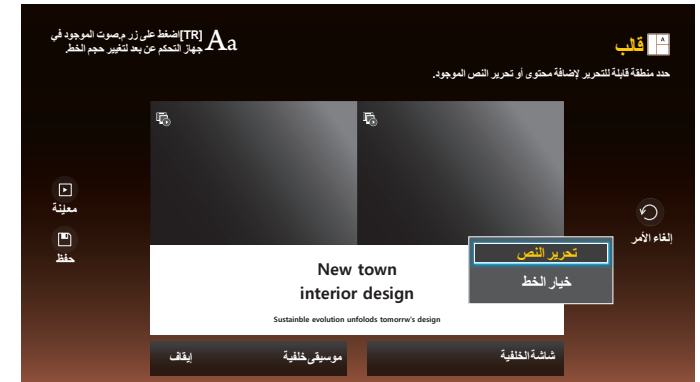 قالب
حدد منطقة قابلة للتحرير لإضافة محتوى أو تحرير النص الموجود.
[TR]اضغط على زر م.صوت الموجود في
جهاز التحكم عن بعد لتغيير حجم الخط.
Aa
إلغاء الأمر
معاينة
حفظ
تحرير النص
خيار الخط
New town
interior design
Sustainble evolution unfolods tomorrw's design
شاشة الخلفية
موسيقى خلفية
إيقاف